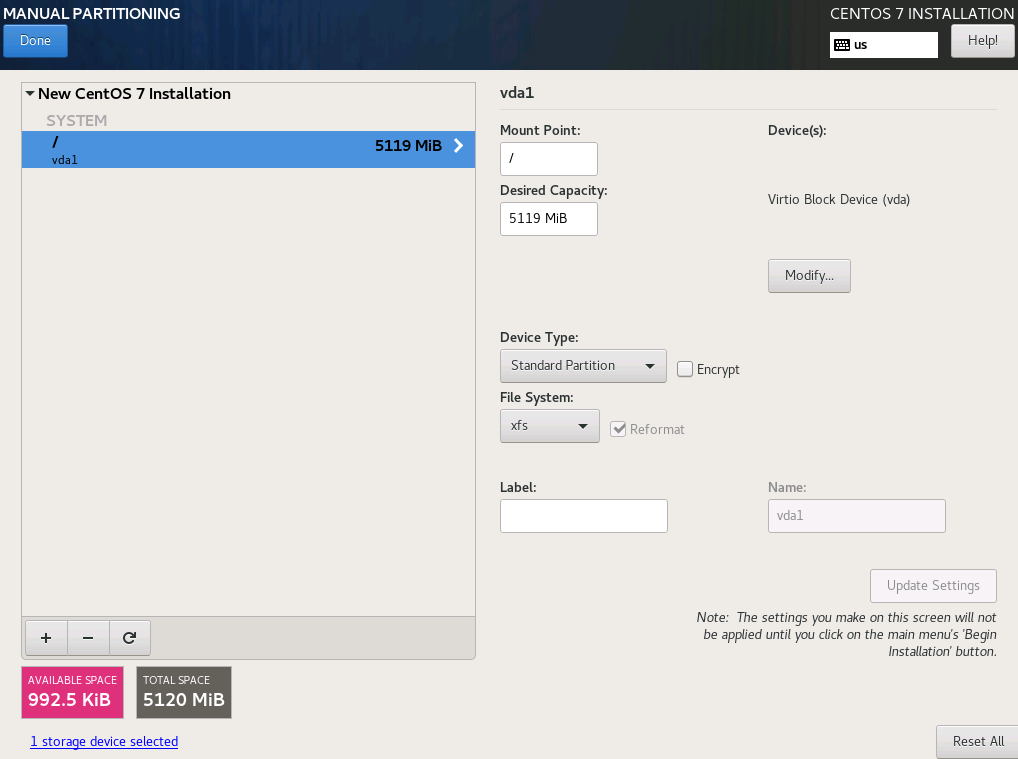 MANUAL PARTITIONING
CENTOS 7 INSTALLATION
Done
us
Help!
New CentOS 7 Installation
SYSTEM
/
5119 MiB
vda1
vda1
Mount Point:
/
Device(s):
Desired Capacity:
5119 MiB
Virtio Block Device (vda)
Modify...
Device Type:
Standard Partition
Encrypt
File System:
xfs
Reformat
Label:
Name:
vda1
Update Settings
Note: The settings you make on this screen will not
be applied until you click on the main menu's 'Begin
Installation' button.
+ −
AVAILABLE SPACE
992.5 KiB
TOTAL SPACE
5120 MiB
1 storage device selected
Reset All